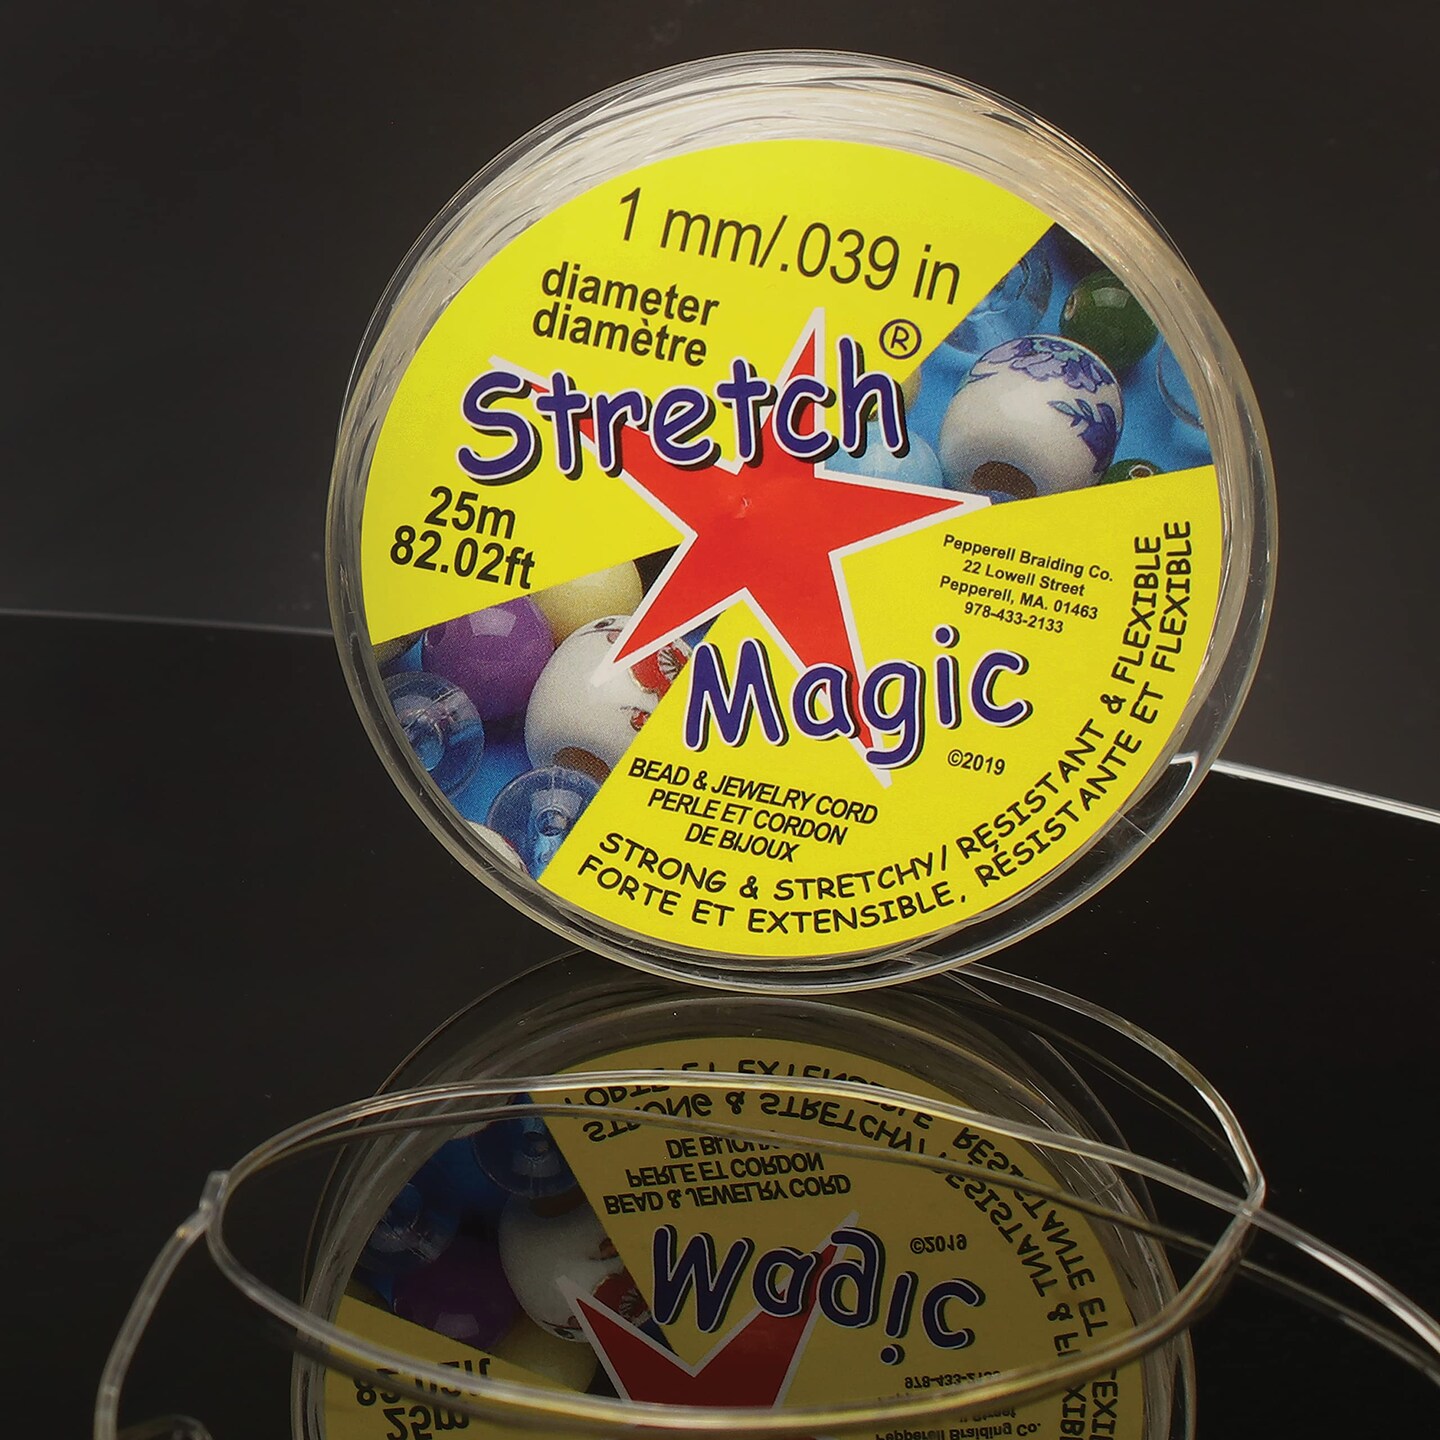 1 mm/.039 in
diameter
diamètre
Stretch®
25m
82.02ft
Pepperell Braiding Co.
22 Lowell Street
Pepperell, MA. 01463
978-433-2133
Magic
©2019
BEAD & JEWELRY CORD
PERLE ET CORDON
DE BIJOUX
STRONG & STRETCHY/ RESISTANT & FLEXIBLE
FORTE ET EXTENSIBLE, RÉSISTANTE ET FLEXIBLE